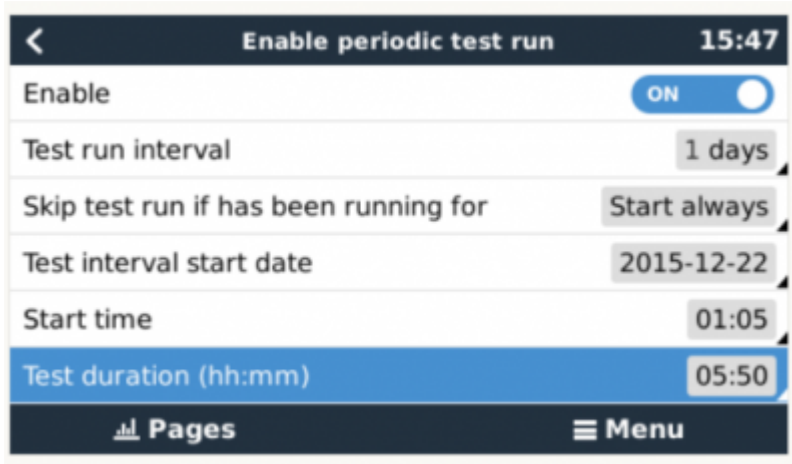 Enable periodic test run 15:47
Enable ON
Test run interval 1 days
Skip test run if has been running for Start always
Test interval start date 2015-12-22
Start time 01:05
Test duration (hh:mm) 05:50
Pages Menu